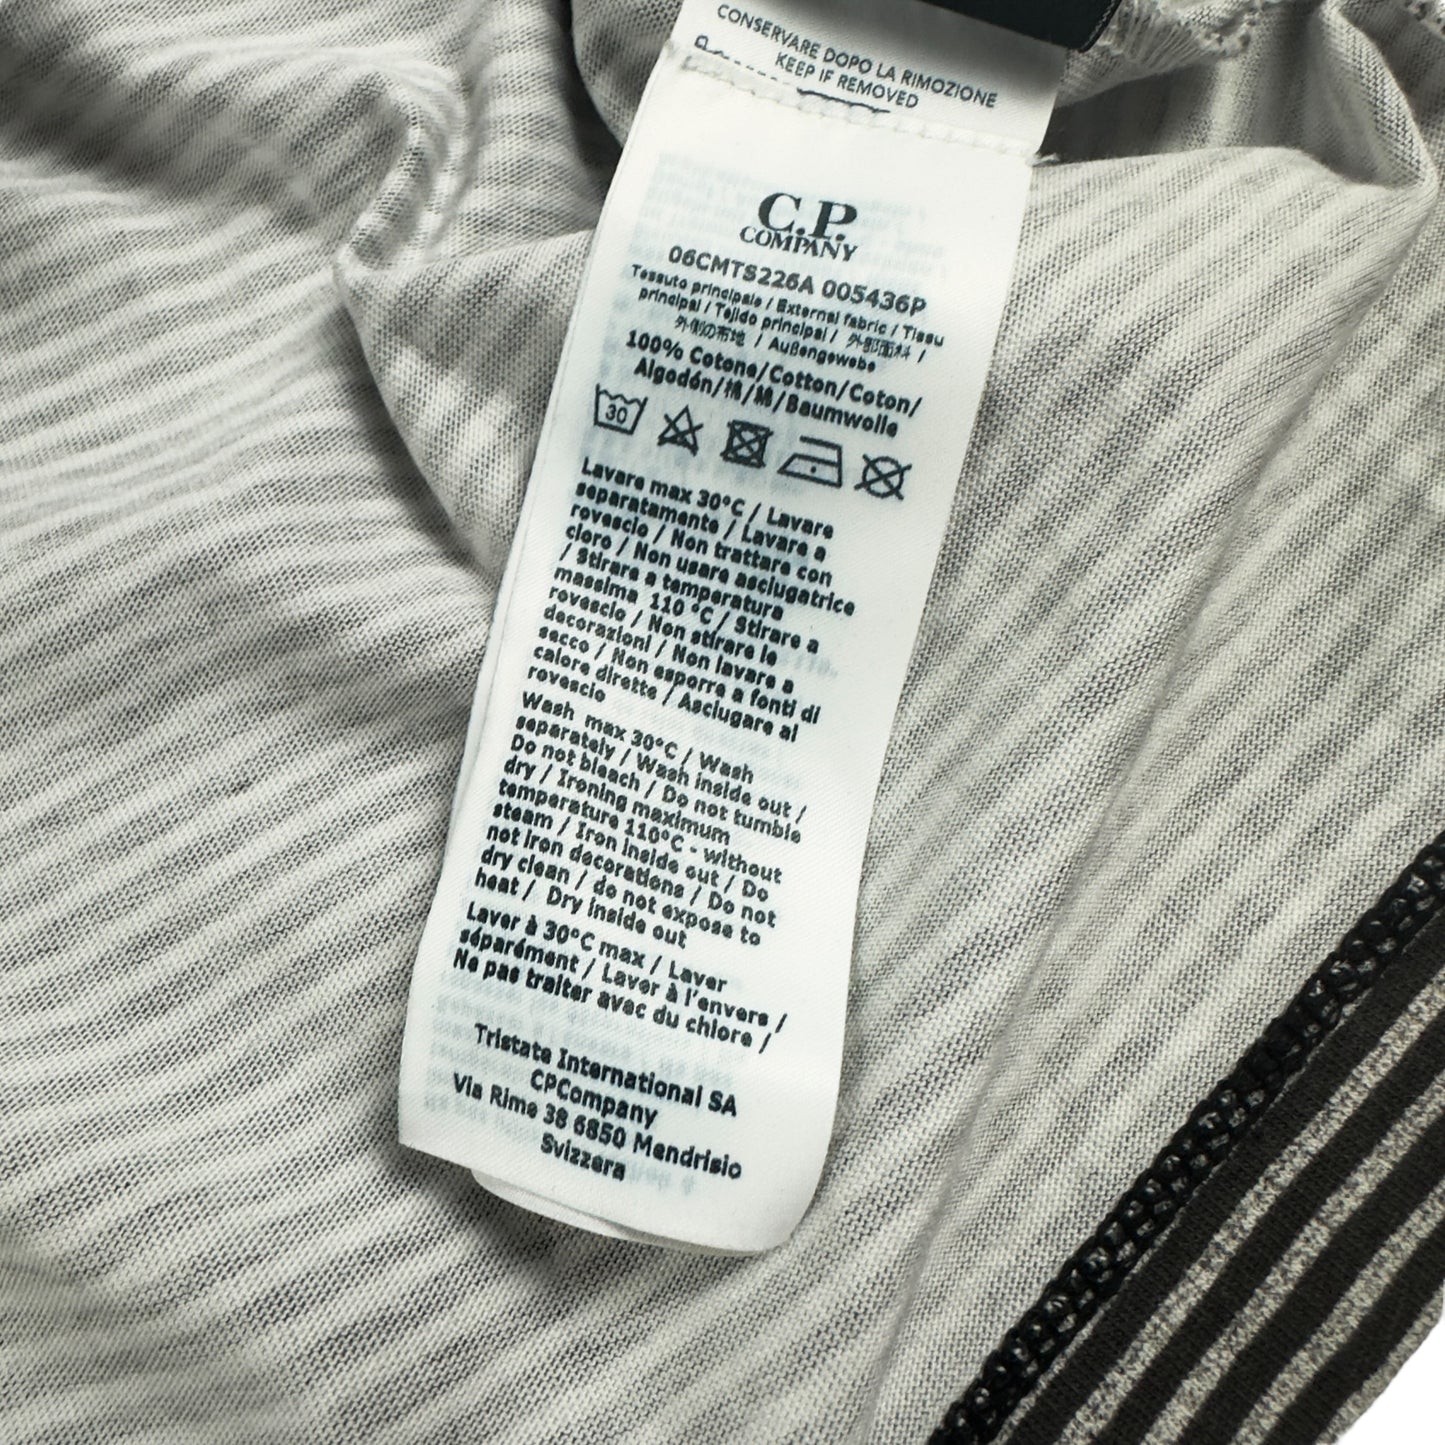 CONSERVARE DOPO LA RIMOZIONE
KEEP IF REMOVED
C.P.
COMPANY
06CMTS226A 005436P
Tessuto principale / External fabric / Tissu
principal / Tejido principal / 外部面料 /
外側の布地 / Außengewebe
100% Cotone/Cotton/Coton/
Algodón/棉/綿/Baumwolle
30
Lavare max 30°C / Lavare
separatamente / Lavare a
rovescio / Non trattare con
cloro / Non usare asciugatrice
/ Stirare a temperatura
massima 110 °C / Stirare a
rovescio / Non stirare le
decorazioni / Non lavare a
secco / Non esporre a fonti di
calore dirette / Asciugare al
rovescio
Wash max 30°C / Wash
separately / Wash inside out /
Do not bleach / Do not tumble
dry / Ironing maximum
temperature 110°C - without
steam / Iron inside out / Do
not iron decorations / Do not
dry clean / do not expose to
heat / Dry inside out
Laver à 30°C max / Laver
séparément / Laver à l'envers /
Ne pas traiter avec du chlore /
Tristate International SA
CPCompany
Via Rime 38 6850 Mendrisio
Svizzera